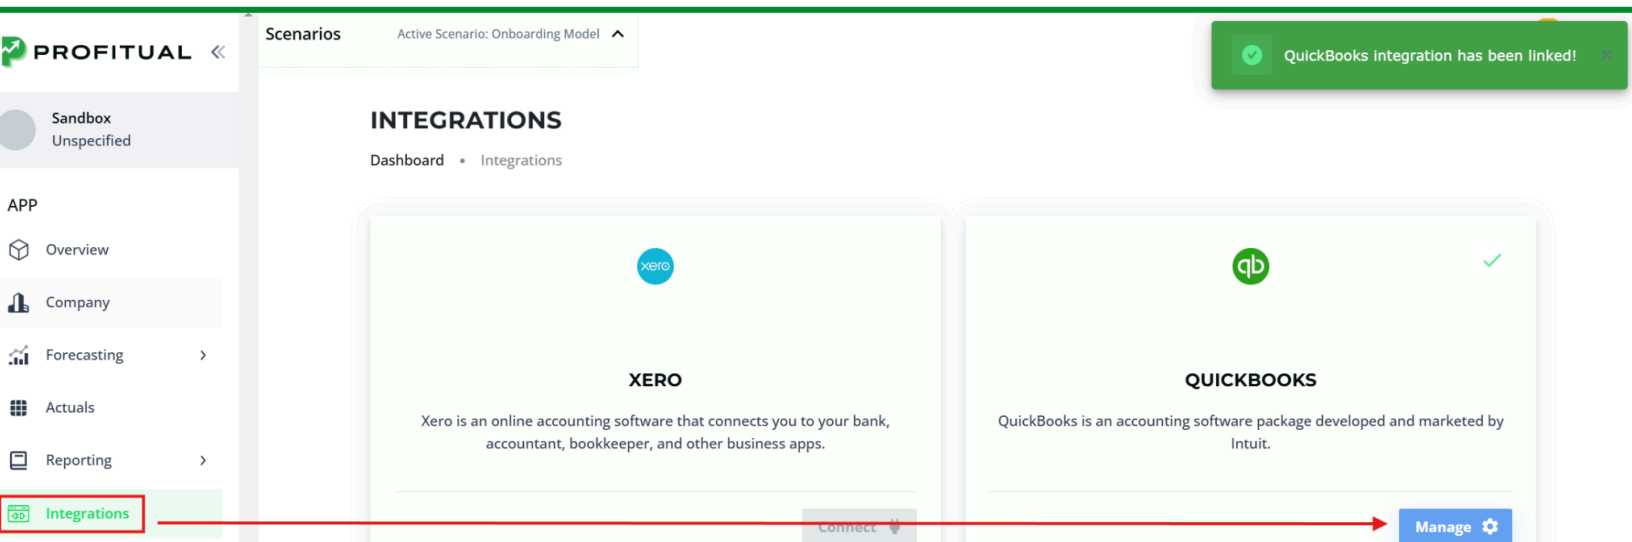 PROFITUAL
Sandbox
Unspecified
APP
Overview
Company
Forecasting
Actuals
Reporting
Integrations
Scenarios
Active Scenario: Onboarding Model
QuickBooks integration has been linked!
INTEGRATIONS
Dashboard • Integrations
xero
XERO
Xero is an online accounting software that connects you to your bank,
accountant, bookkeeper, and other business apps.
Connect
qb
QUICKBOOKS
QuickBooks is an accounting software package developed and marketed by
Intuit.
Manage